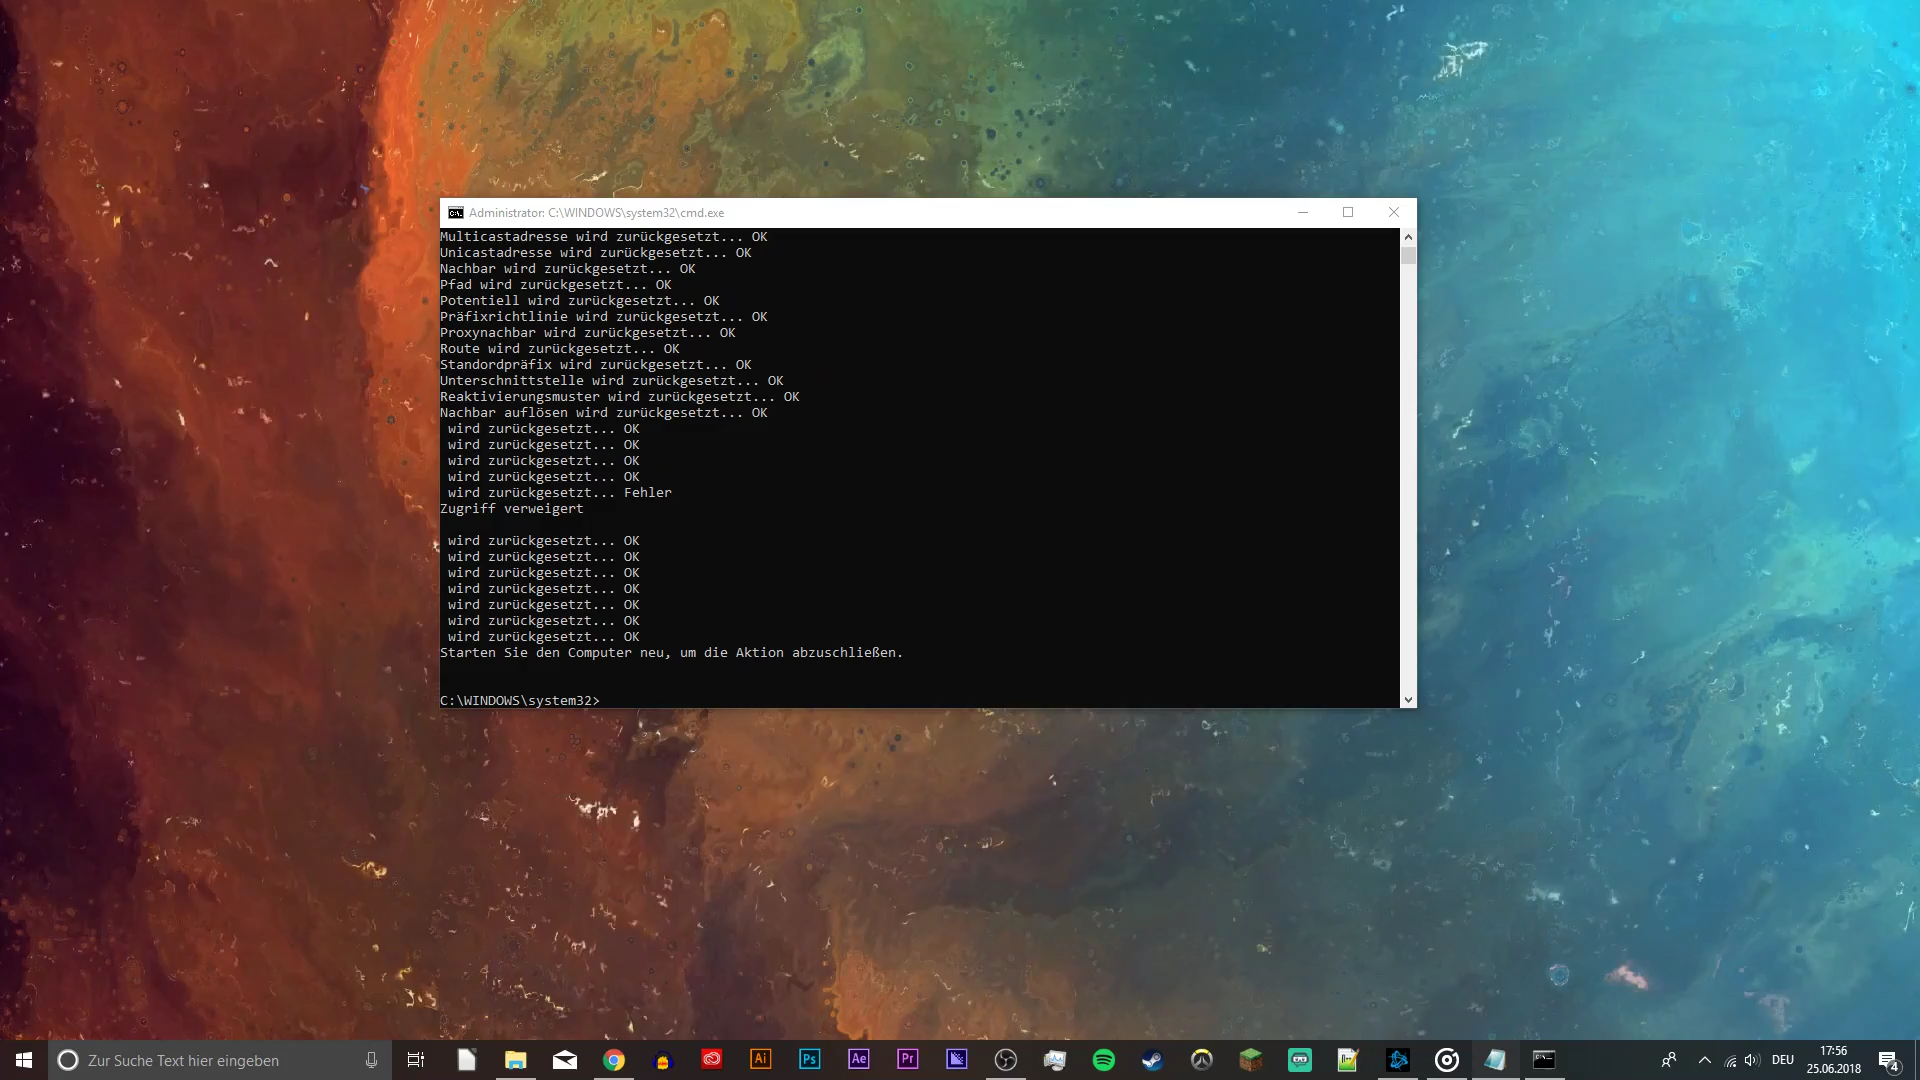 Administrator: C:\WINDOWS\system32\cmd.exe
Multicastadresse wird zurückgesetzt... OK
Unicastadresse wird zurückgesetzt... OK
Nachbar wird zurückgesetzt... OK
Pfad wird zurückgesetzt... OK
Potentiell wird zurückgesetzt... OK
Präfixrichtlinie wird zurückgesetzt... OK
Proxynachbar wird zurückgesetzt... OK
Route wird zurückgesetzt... OK
Standordpräfix wird zurückgesetzt... OK
Unterschnittstelle wird zurückgesetzt... OK
Reaktivierungsmuster wird zurückgesetzt... OK
Nachbar auflösen wird zurückgesetzt... OK
wird zurückgesetzt... OK
wird zurückgesetzt... OK
wird zurückgesetzt... OK
wird zurückgesetzt... OK
wird zurückgesetzt... Fehler
Zugriff verweigert
wird zurückgesetzt... OK
wird zurückgesetzt... OK
wird zurückgesetzt... OK
wird zurückgesetzt... OK
wird zurückgesetzt... OK
wird zurückgesetzt... OK
wird zurückgesetzt... OK
Starten Sie den Computer neu, um die Aktion abzuschließen.
C:\WINDOWS\system32>
Zur Suche Text hier eingeben
Ai
Ps
Ae
Pr
DEU
17:56
25.06.2018
4